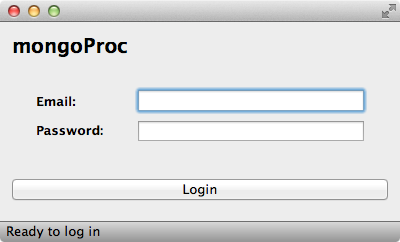 mongoProc
Email:
Password:
Login
Ready to log in